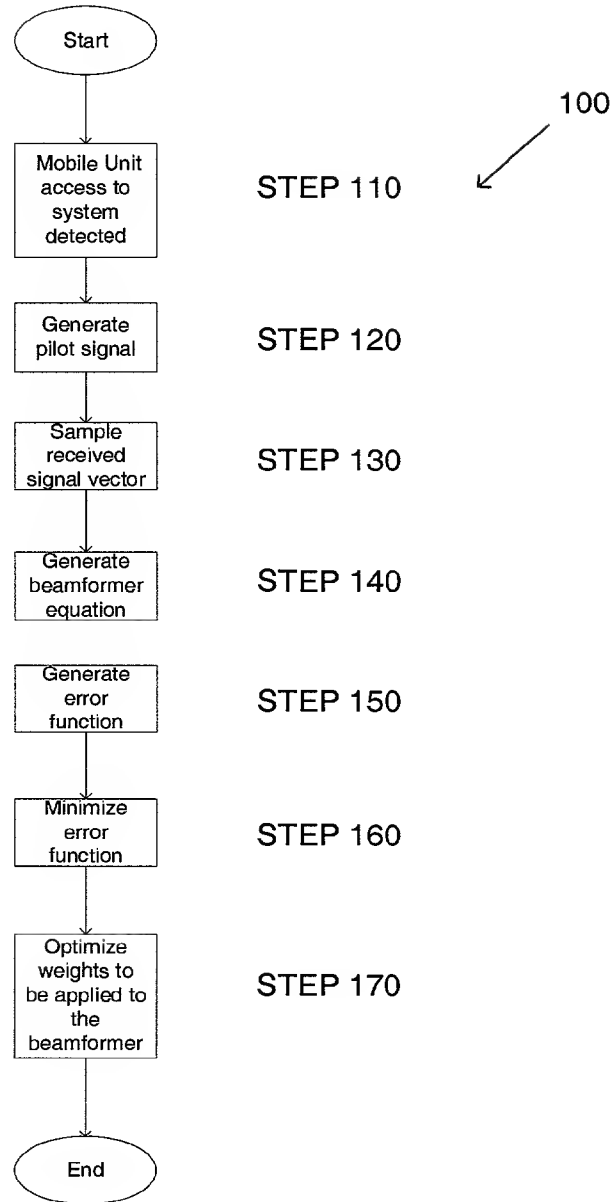 Start
100
Mobile Unit
access to
system
detected
STEP 110
Generate
pilot signal
STEP 120
Sample
received
signal vector
STEP 130
Generate
beamformer
equation
STEP 140
Generate
error
function
STEP 150
Minimize
error
function
STEP 160
Optimize
weights to
be applied to
the
beamformer
STEP 170
End